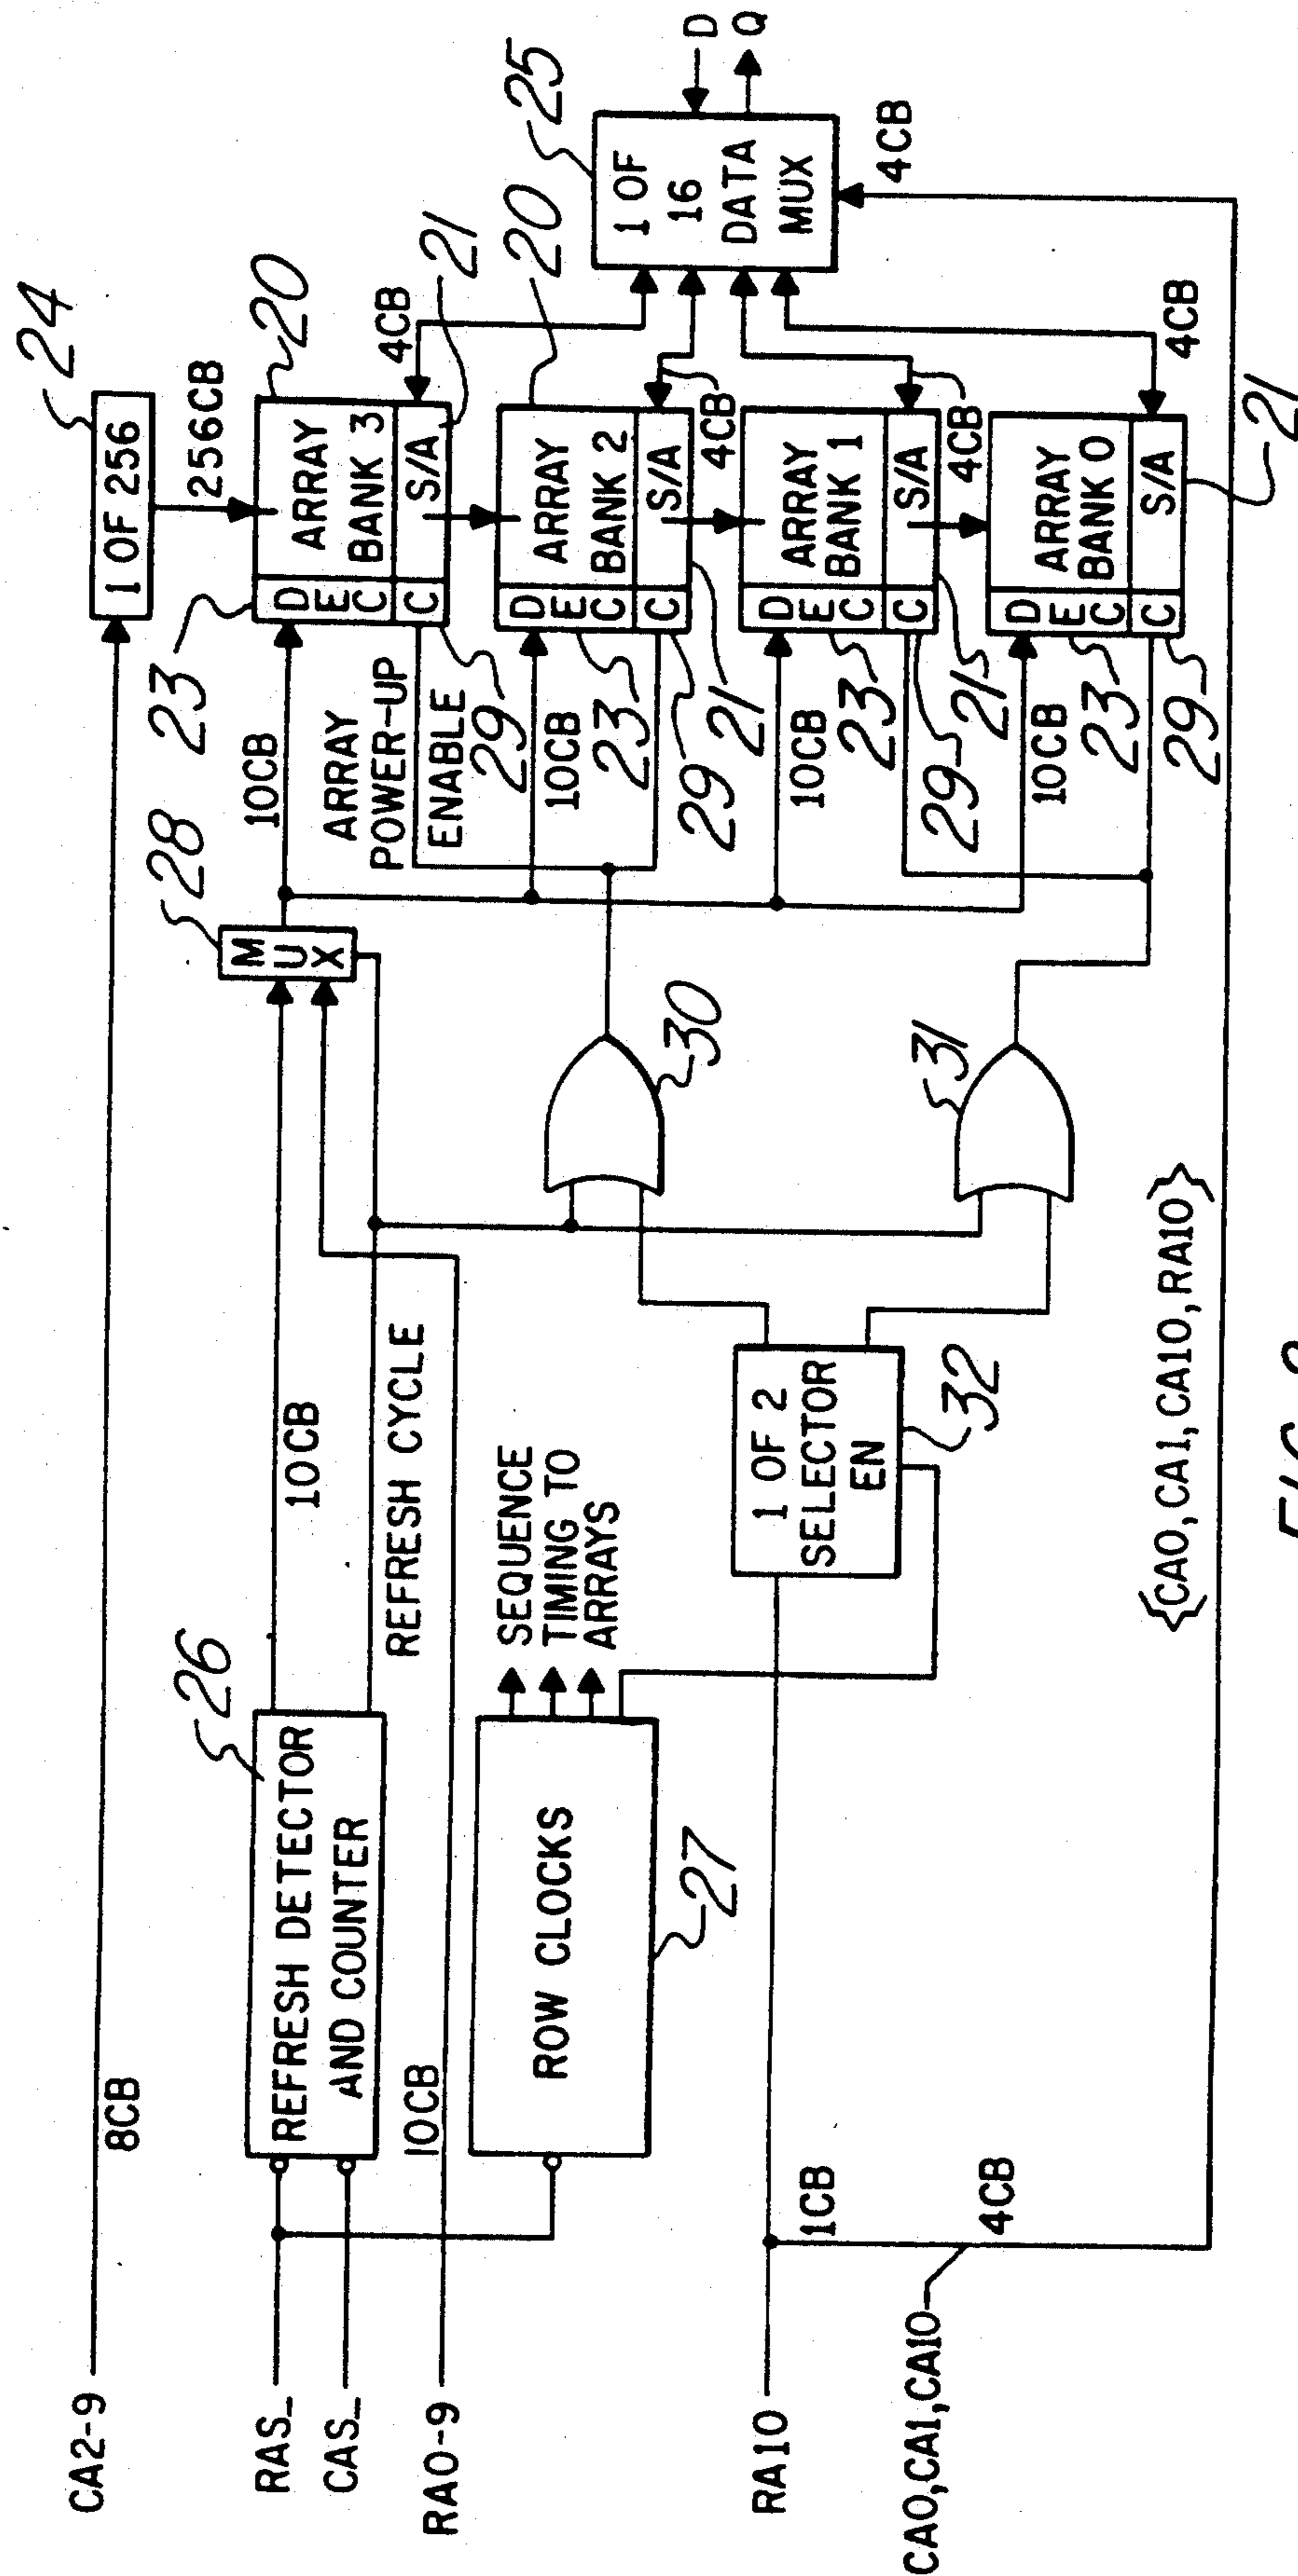 CA2-9
8CB
1 OF 256
24
256CB
RAS_
CAS_
REFRESH DETECTOR
AND COUNTER
26
10CB
REFRESH CYCLE
RA0-9
10CB
MUX
28
10CB
23
DEC
ARRAY
BANK 3
20
C
S/A
21
4CB
ARRAY
POWER-UP
ENABLE
29
10CB
DEC
ARRAY
BANK 2
20
23
C
S/A
29
21
4CB
ROW CLOCKS
27
SEQUENCE
TIMING TO
ARRAYS
30
10CB
DEC
ARRAY
BANK 1
23
C
S/A
29
21
4CB
1 OF
16
DATA
MUX
25
D
Q
4CB
RA10
1CB
1 OF 2
SELECTOR
EN
32
31
10CB
DEC
ARRAY
BANK 0
23
C
S/A
29
21
4CB
CA0,CA1,CA10
4CB
{CA0,CA1,CA10,RA10}